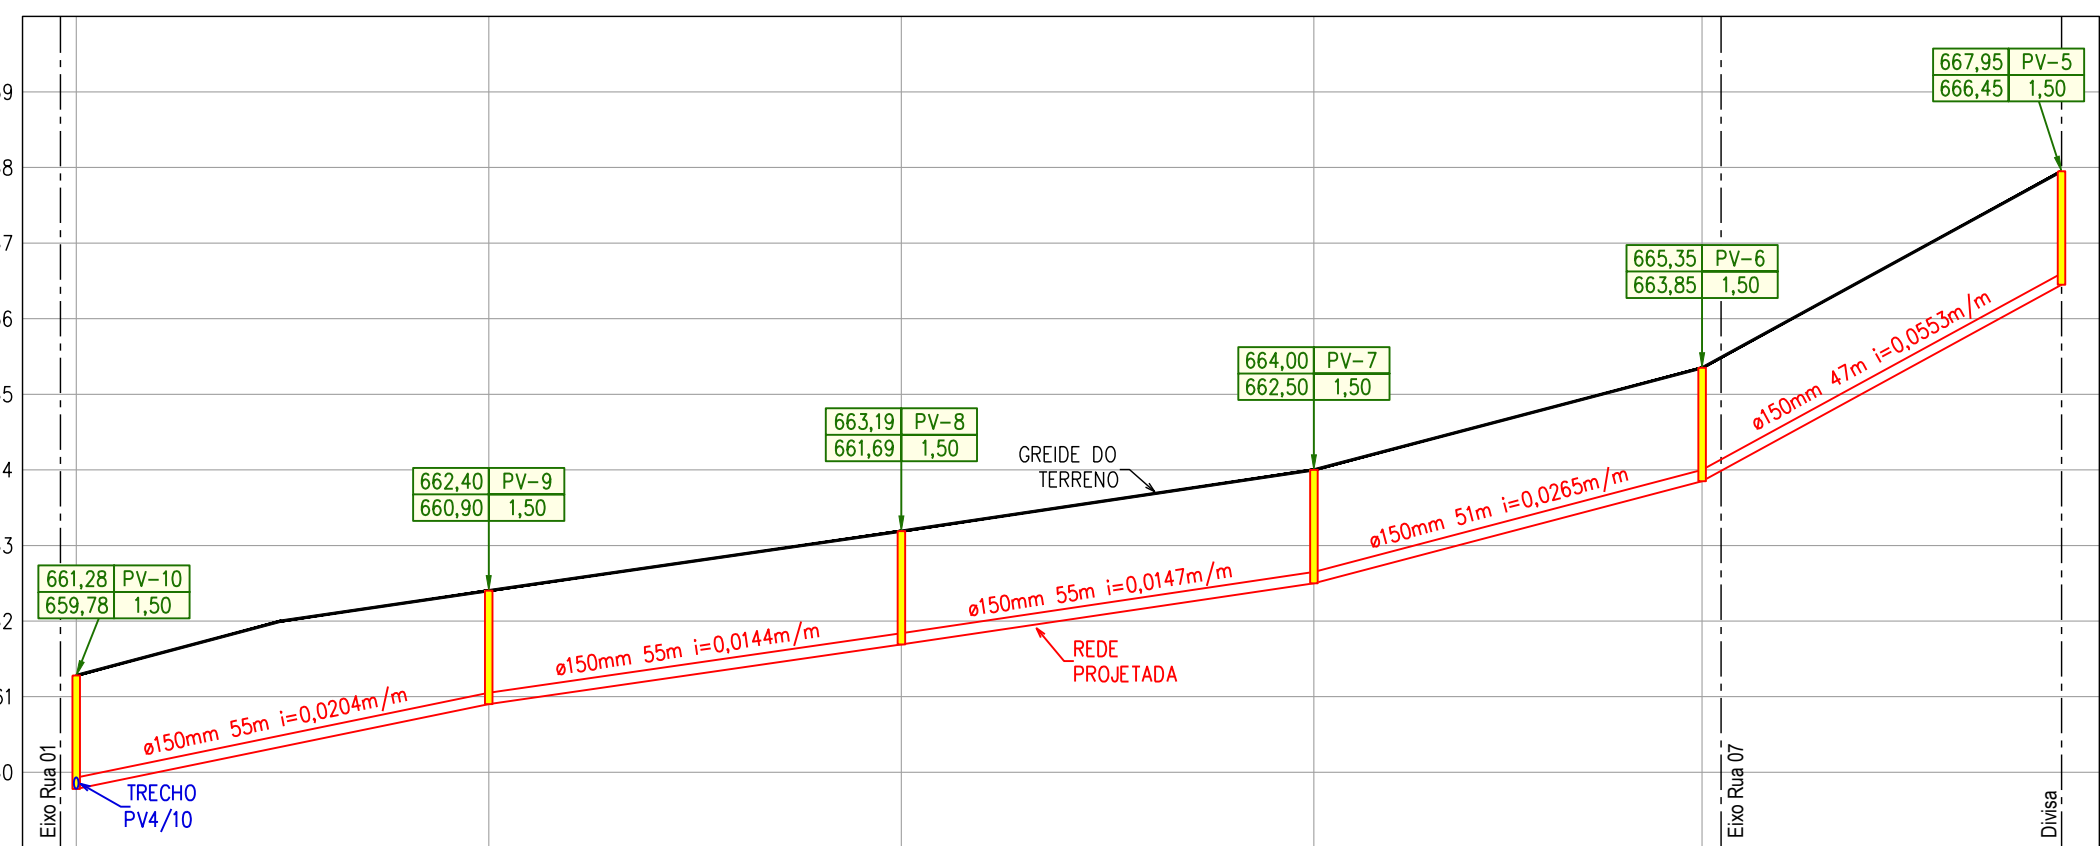 667,95 PV-5
666,45 1,50
9
8
7
665,35 PV-6
663,85 1,50
6
ø150mm 47m i=0,0553m/m
664,00 PV-7
662,50 1,50
5
663,19 PV-8
661,69 1,50
GREIDE DO
TERRENO
4
662,40 PV-9
660,90 1,50
ø150mm 51m i=0,0265m/m
3
661,28 PV-10
659,78 1,50
ø150mm 55m i=0,0147m/m
2
ø150mm 55m i=0,0144m/m
REDE
PROJETADA
61
ø150mm 55m i=0,0204m/m
0
TRECHO
PV4/10
Eixo Rua 01
Eixo Rua 07
Divisa